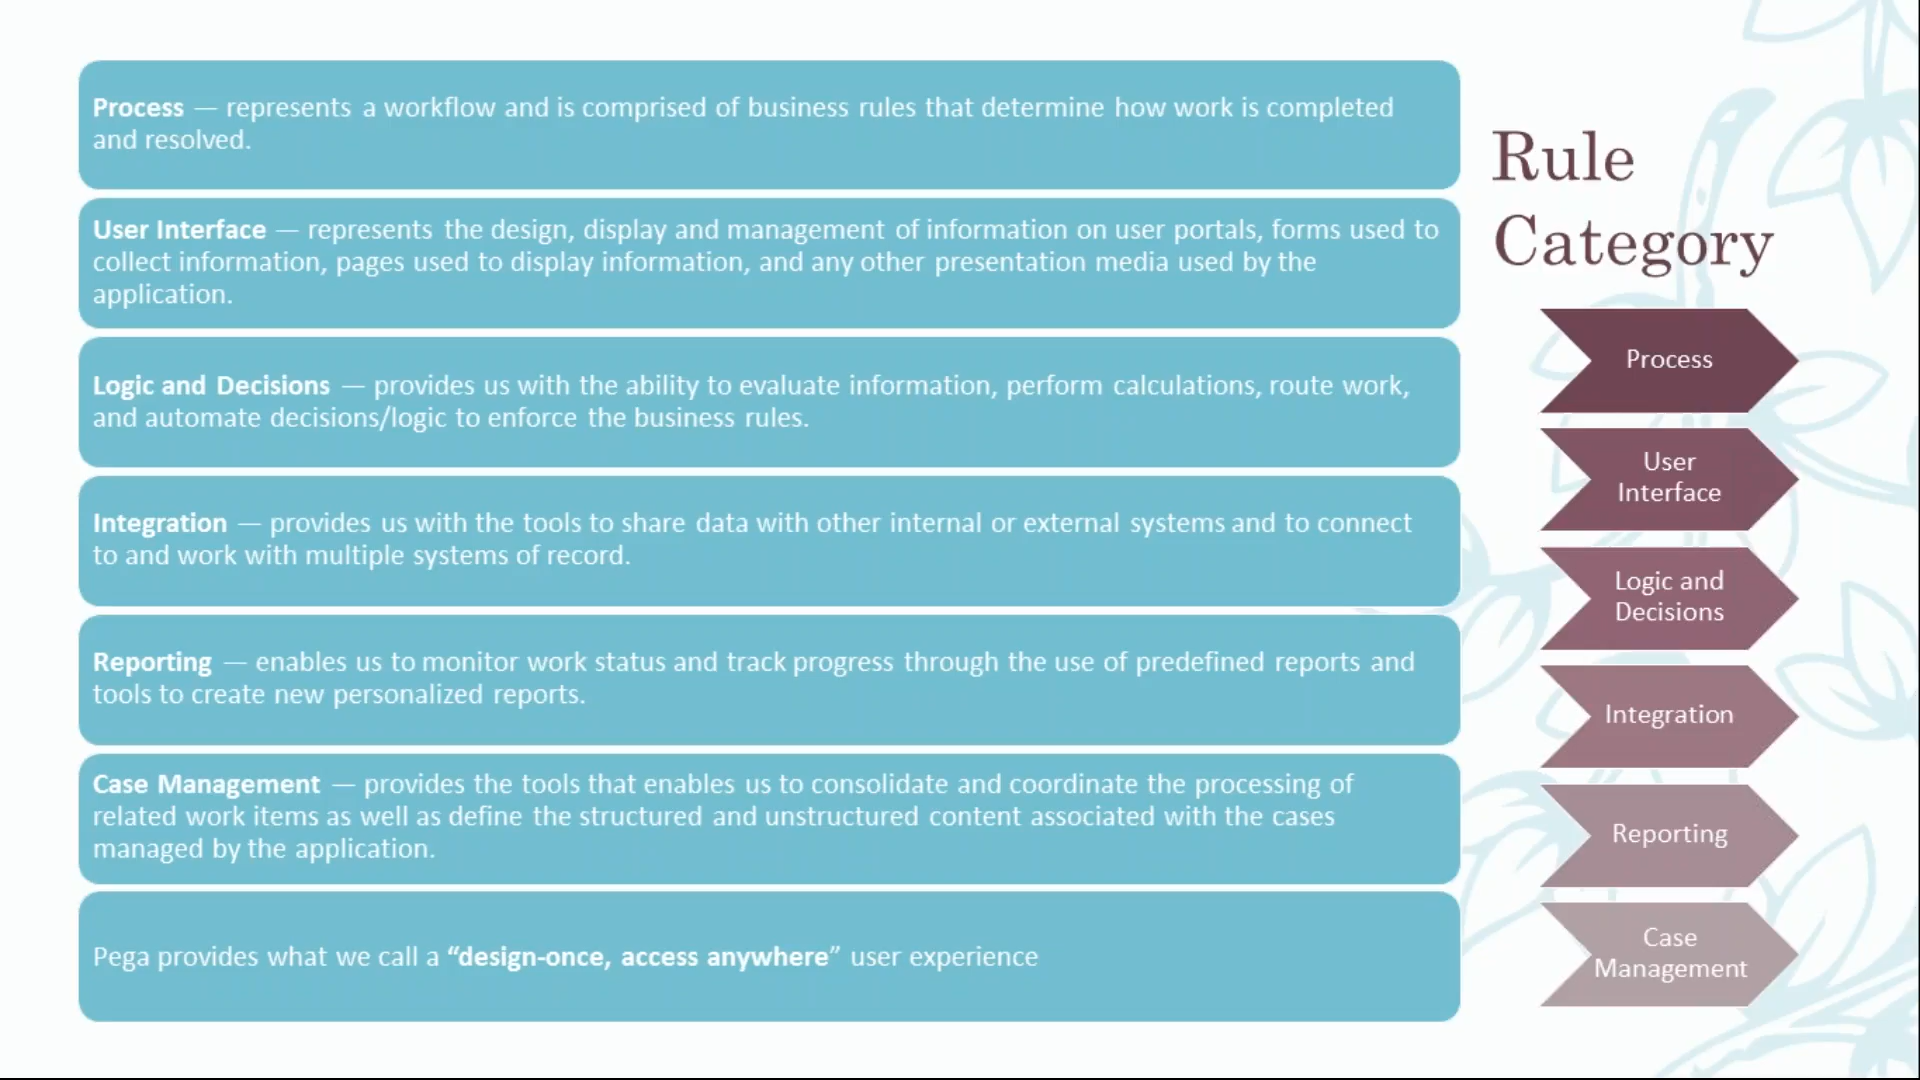 Process — represents a workflow and is comprised of business rules that determine how work is completed
and resolved.
User Interface — represents the design, display and management of information on user portals, forms used to
collect information, pages used to display information, and any other presentation media used by the
application.
Logic and Decisions — provides us with the ability to evaluate information, perform calculations, route work,
and automate decisions/logic to enforce the business rules.
Integration — provides us with the tools to share data with other internal or external systems and to connect
to and work with multiple systems of record.
Reporting — enables us to monitor work status and track progress through the use of predefined reports and
tools to create new personalized reports.
Case Management — provides the tools that enables us to consolidate and coordinate the processing of
related work items as well as define the structured and unstructured content associated with the cases
managed by the application.
Pega provides what we call a “design-once, access anywhere” user experience
Rule
Category
Process
User
Interface
Logic and
Decisions
Integration
Reporting
Case
Management